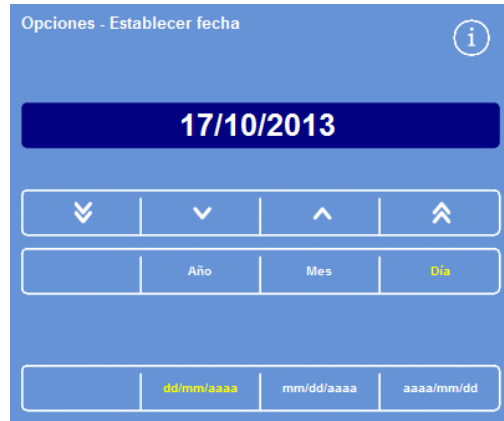 Opciones - Establecer fecha
i
17/10/2013
Año Mes Día
dd/mm/aaaa mm/dd/aaaa aaaa/mm/dd